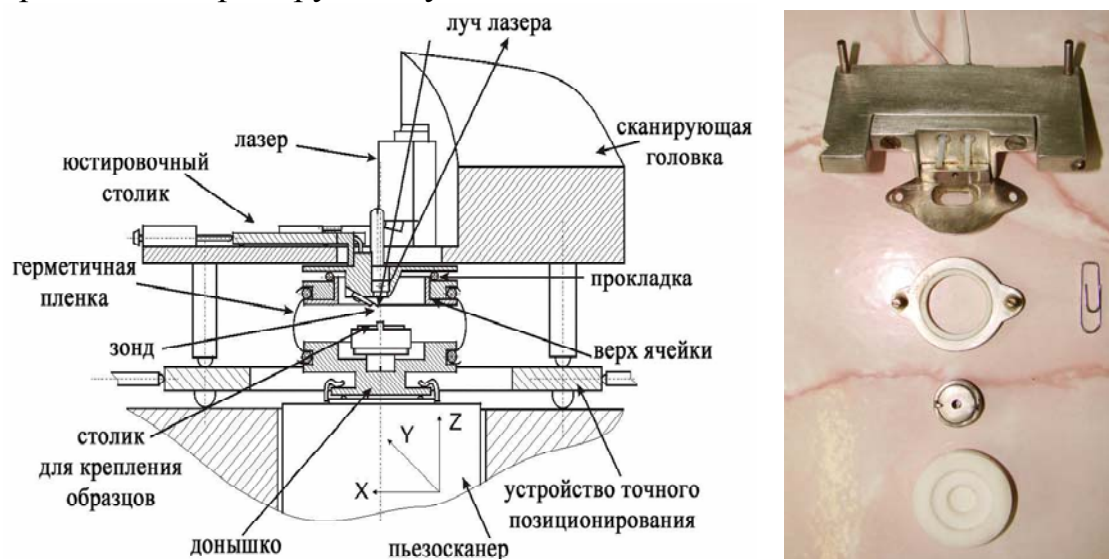 луч лазера
лазер
сканирующая
головка
юстировочный
столик
герметичная
пленка
прокладка
зонд
верх ячейки
столик
для крепления
образцов
X
Y
Z
устройство точного
позиционирования
донышко
пьезосканер